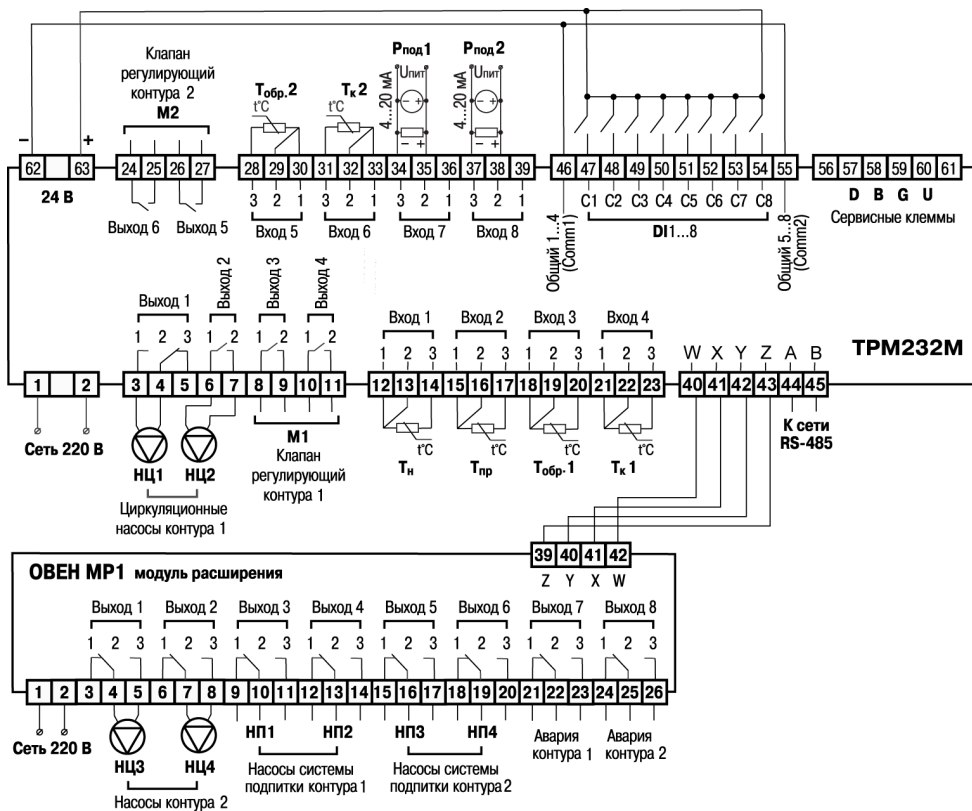 Клапан
регулирующий
контура 2
М2
Тобр.2
t°C
Тк 2
t°C
Рпод1
Uпит
4...20 мА
– +
– +
Рпод2
Uпит
4...20 мА
– +
– +
– +
62 63
24 25 26 27
28 29 30 31 32 33 34 35 36 37 38 39
46 47 48 49 50 51 52 53 54 55
56 57 58 59 60 61
24 В
Выход 6 Выход 5
3 2 1 3 2 1 3 2 1 3 2 1
Вход 5 Вход 6 Вход 7 Вход 8
Общий 1...4
(Comm1)
C1 C2 C3 C4 C5 C6 C7 C8
DI1...8
Общий 5...8
(Comm2)
D B G U
Сервисные клеммы
Выход 1
Выход 2
Выход 3
Выход 4
1 2 3 1 2 1 2 1 2
Вход 1 Вход 2 Вход 3 Вход 4
1 2 3 1 2 3 1 2 3 1 2 3
W X Y Z A B
ТРМ232М
1 2
3 4 5 6 7 8 9 10 11
12 13 14 15 16 17 18 19 20 21 22 23
40 41 42 43 44 45
Сеть 220 В
НЦ1 НЦ2
Циркуляционные
насосы контура 1
М1
Клапан
регулирующий
контура 1
t°C t°C t°C t°C
Тн Тпр Тобр.1 Тк 1
К сети
RS-485
39 40 41 42
Z Y X W
ОВЕН МР1 модуль расширения
Выход 1 Выход 2 Выход 3 Выход 4 Выход 5 Выход 6 Выход 7 Выход 8
1 2 3 1 2 3 1 2 3 1 2 3 1 2 3 1 2 3 1 2 3 1 2 3
1 2 3 4 5 6 7 8 9 10 11 12 13 14 15 16 17 18 19 20 21 22 23 24 25 26
Сеть 220 В
НЦ3 НЦ4
Насосы контура 2
НП1 НП2
Насосы системы
подпитки контура 1
НП3 НП4
Насосы системы
подпитки контура 2
Авария
контура 1
Авария
контура 2